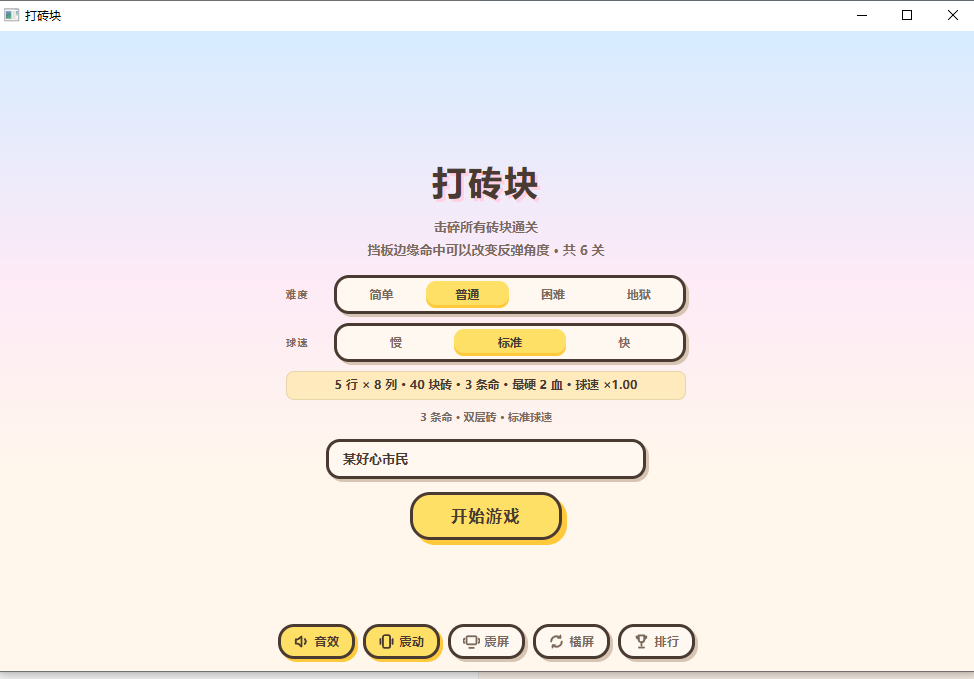 打砖块
打砖块
击碎所有砖块通关
挡板边缘命中可以改变反弹角度 • 共 6 关
难度 简单 普通 困难 地狱
球速 慢 标准 快
5 行 × 8 列 • 40 块砖 • 3 条命 • 最硬 2 血 • 球速 ×1.00
3 条命 • 双层砖 • 标准球速
某好心市民
开始游戏
音效 震动 震屏 横屏 排行